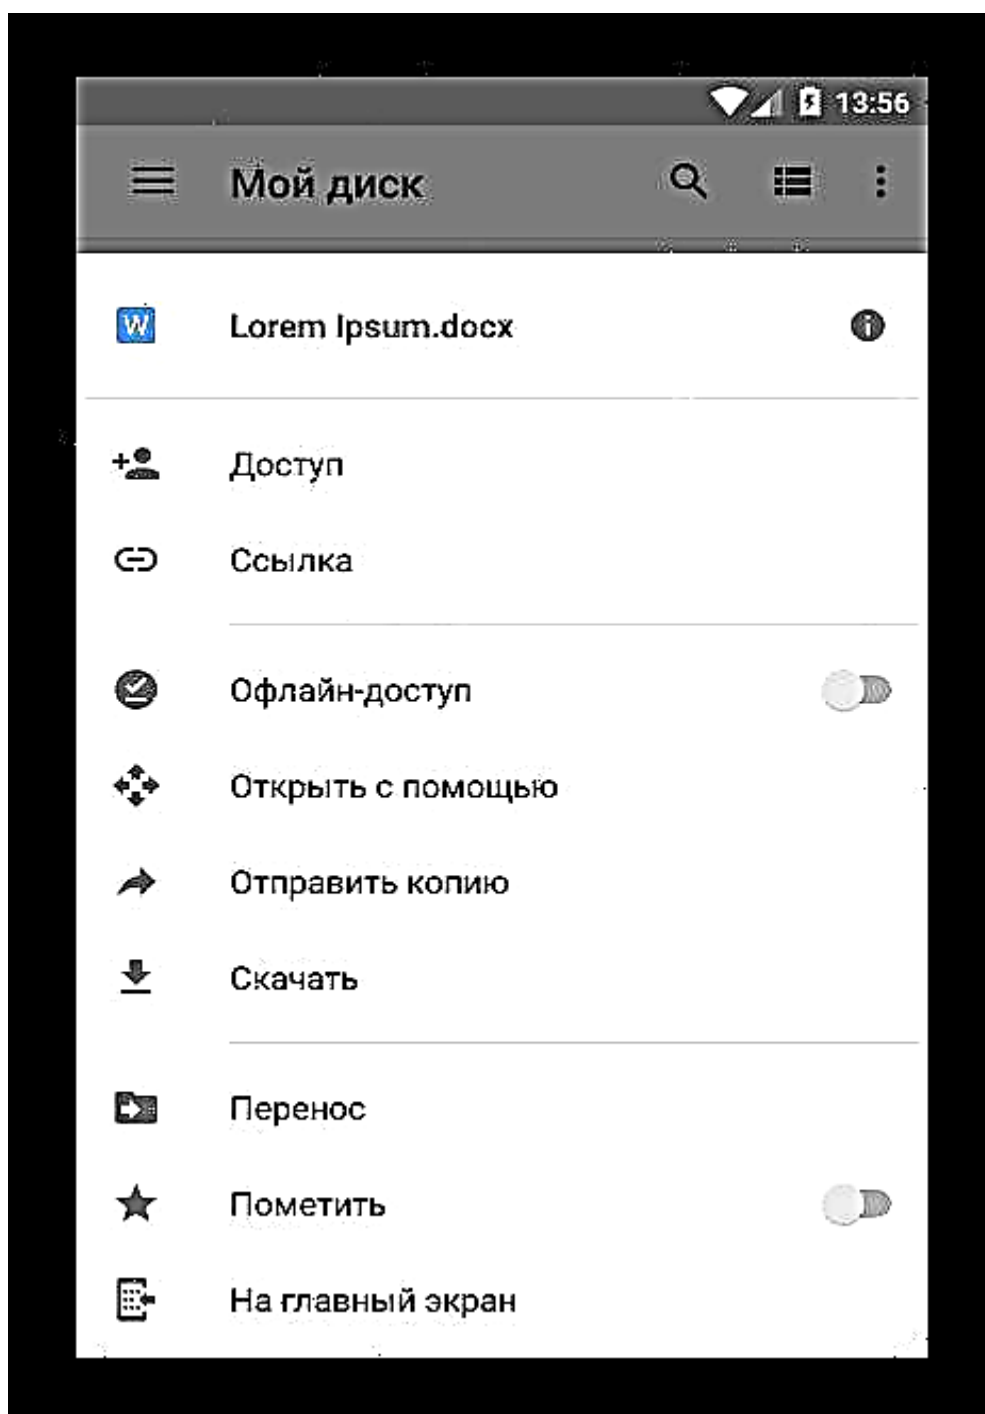 13:56
Мой диск
W Lorem Ipsum.docx
Доступ
Ссылка
Офлайн-доступ
Открыть с помощью
Отправить копию
Скачать
Перенос
Пометить
На главный экран